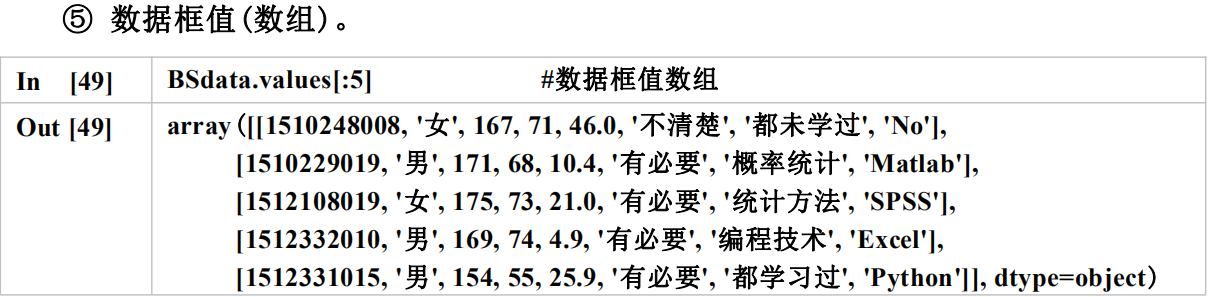 ⑤ 数据框值(数组)。
In [49] BSdata.values[:5] #数据框值数组
Out [49] array([[1510248008, '女', 167, 71, 46.0, '不清楚', '都未学过', 'No'],
[1510229019, '男', 171, 68, 10.4, '有必要', '概率统计', 'Matlab'],
[1512108019, '女', 175, 73, 21.0, '有必要', '统计方法', 'SPSS'],
[1512332010, '男', 169, 74, 4.9, '有必要', '编程技术', 'Excel'],
[1512331015, '男', 154, 55, 25.9, '有必要', '都学习过', 'Python']], dtype=object)